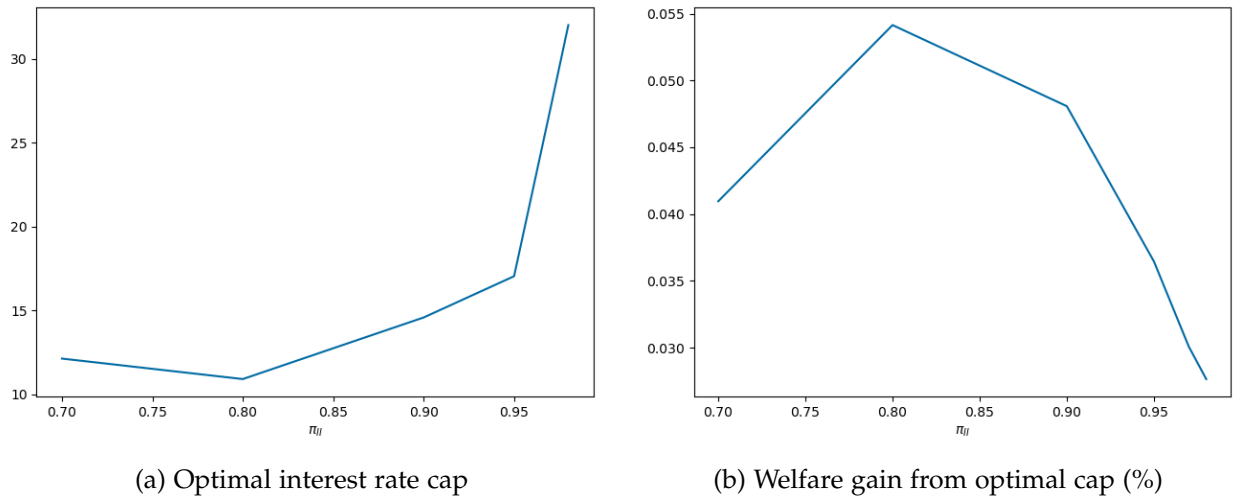 30
25
20
15
10
0.70 0.75 0.80 0.85 0.90 0.95
π_II
(a) Optimal interest rate cap
0.055
0.050
0.045
0.040
0.035
0.030
0.70 0.75 0.80 0.85 0.90 0.95
π_II
(b) Welfare gain from optimal cap (%)